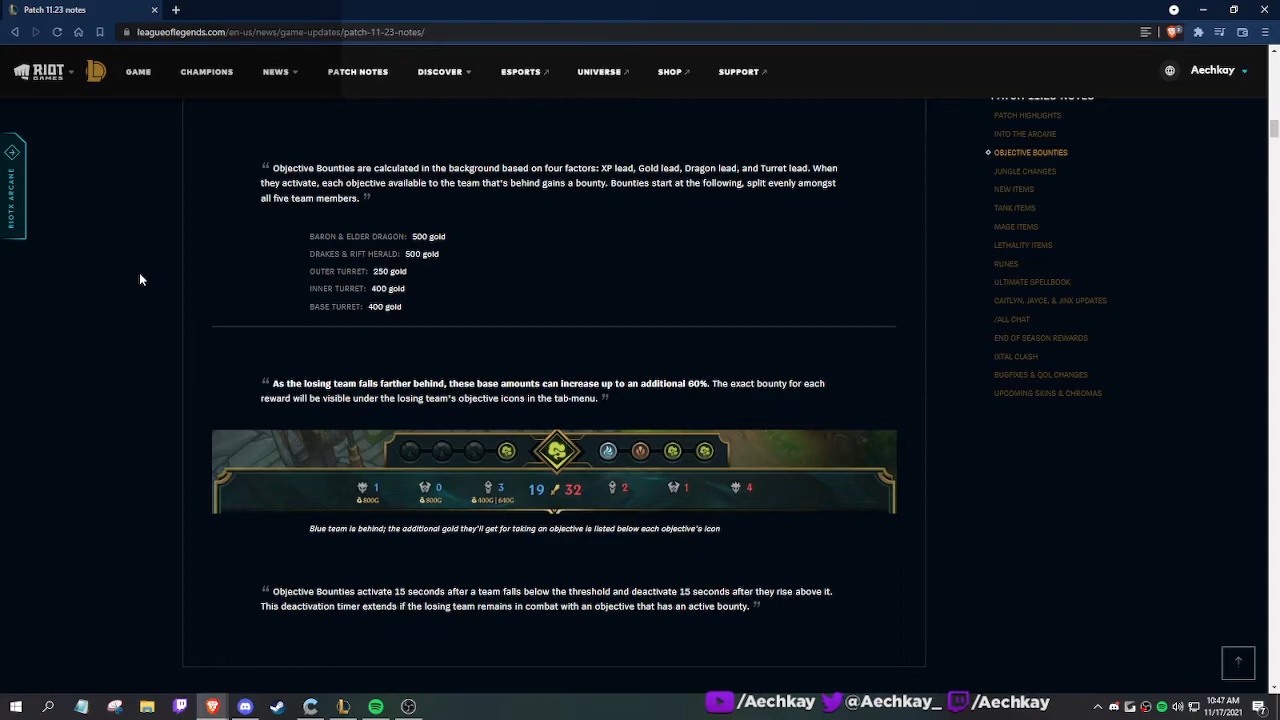 Patch 11.23 notes
leagueoflegends.com/en-us/news/game-updates/patch-11-23-notes/
RIOT GAMES
GAME
CHAMPIONS
NEWS
PATCH NOTES
DISCOVER
ESPORTS
UNIVERSE
SHOP
SUPPORT
Aechkay
RIOTX ARCANE
“ Objective Bounties are calculated in the background based on four factors: XP lead, Gold lead, Dragon lead, and Turret lead. When
they activate, each objective available to the team that's behind gains a bounty. Bounties start at the following, split evenly amongst
all five team members. ”
BARON & ELDER DRAGON: 500 gold
DRAKES & RIFT HERALD: 500 gold
OUTER TURRET: 250 gold
INNER TURRET: 400 gold
BASE TURRET: 400 gold
“ As the losing team falls farther behind, these base amounts can increase up to an additional 60%. The exact bounty for each
reward will be visible under the losing team's objective icons in the tab-menu. ”
1 0 3 19 32 2 1 4
800G 800G 400G | 640G
Blue team is behind; the additional gold they'll get for taking an objective is listed below each objective's icon
“ Objective Bounties activate 15 seconds after a team falls below the threshold and deactivate 15 seconds after they rise above it.
This deactivation timer extends if the losing team remains in combat with an objective that has an active bounty. ”
PATCH 11.23 NOTES
PATCH HIGHLIGHTS
INTO THE ARCANE
OBJECTIVE BOUNTIES
JUNGLE CHANGES
NEW ITEMS
TANK ITEMS
MAGE ITEMS
LETHALITY ITEMS
RUNES
ULTIMATE SPELLBOOK
CAITLYN, JAYCE, & JINX UPDATES
/ALL CHAT
END OF SEASON REWARDS
IXTAL CLASH
BUGFIXES & QOL CHANGES
UPCOMING SKINS & CHROMAS
/Aechkay
@Aechkay_
/Aechkay
10:47 AM
11/17/2021